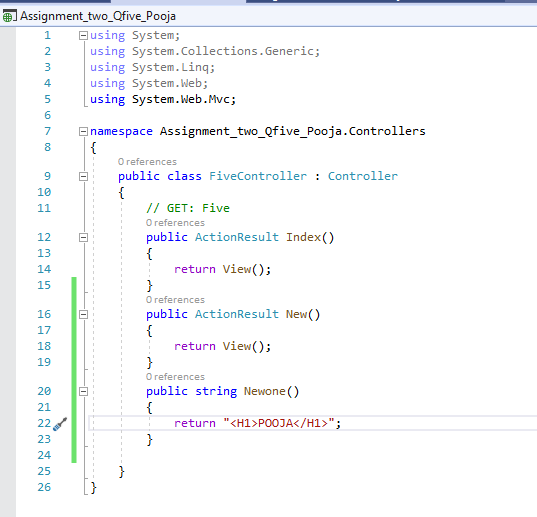 Assignment_two_Qfive_Pooja
1 using System;
2 using System.Collections.Generic;
3 using System.Linq;
4 using System.Web;
5 using System.Web.Mvc;
6
7 namespace Assignment_two_Qfive_Pooja.Controllers
8 {
0 references
9 public class FiveController : Controller
10 {
11 // GET: Five
0 references
12 public ActionResult Index()
13 {
14 return View();
15 }
0 references
16 public ActionResult New()
17 {
18 return View();
19 }
0 references
20 public string Newone()
21 {
22 return "<H1>POOJA</H1>";
23 }
24
25 }
26 }